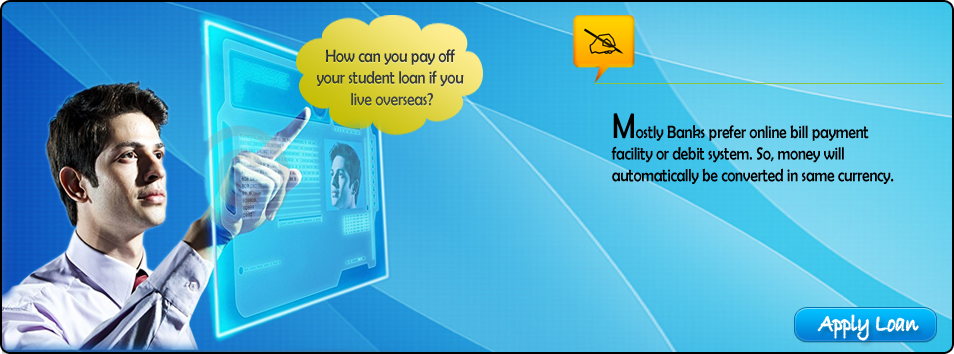 How can you pay off
your student loan if you
live overseas?
Mostly Banks prefer online bill payment
facility or debit system. So, money will
automatically be converted in same currency.
Apply Loan